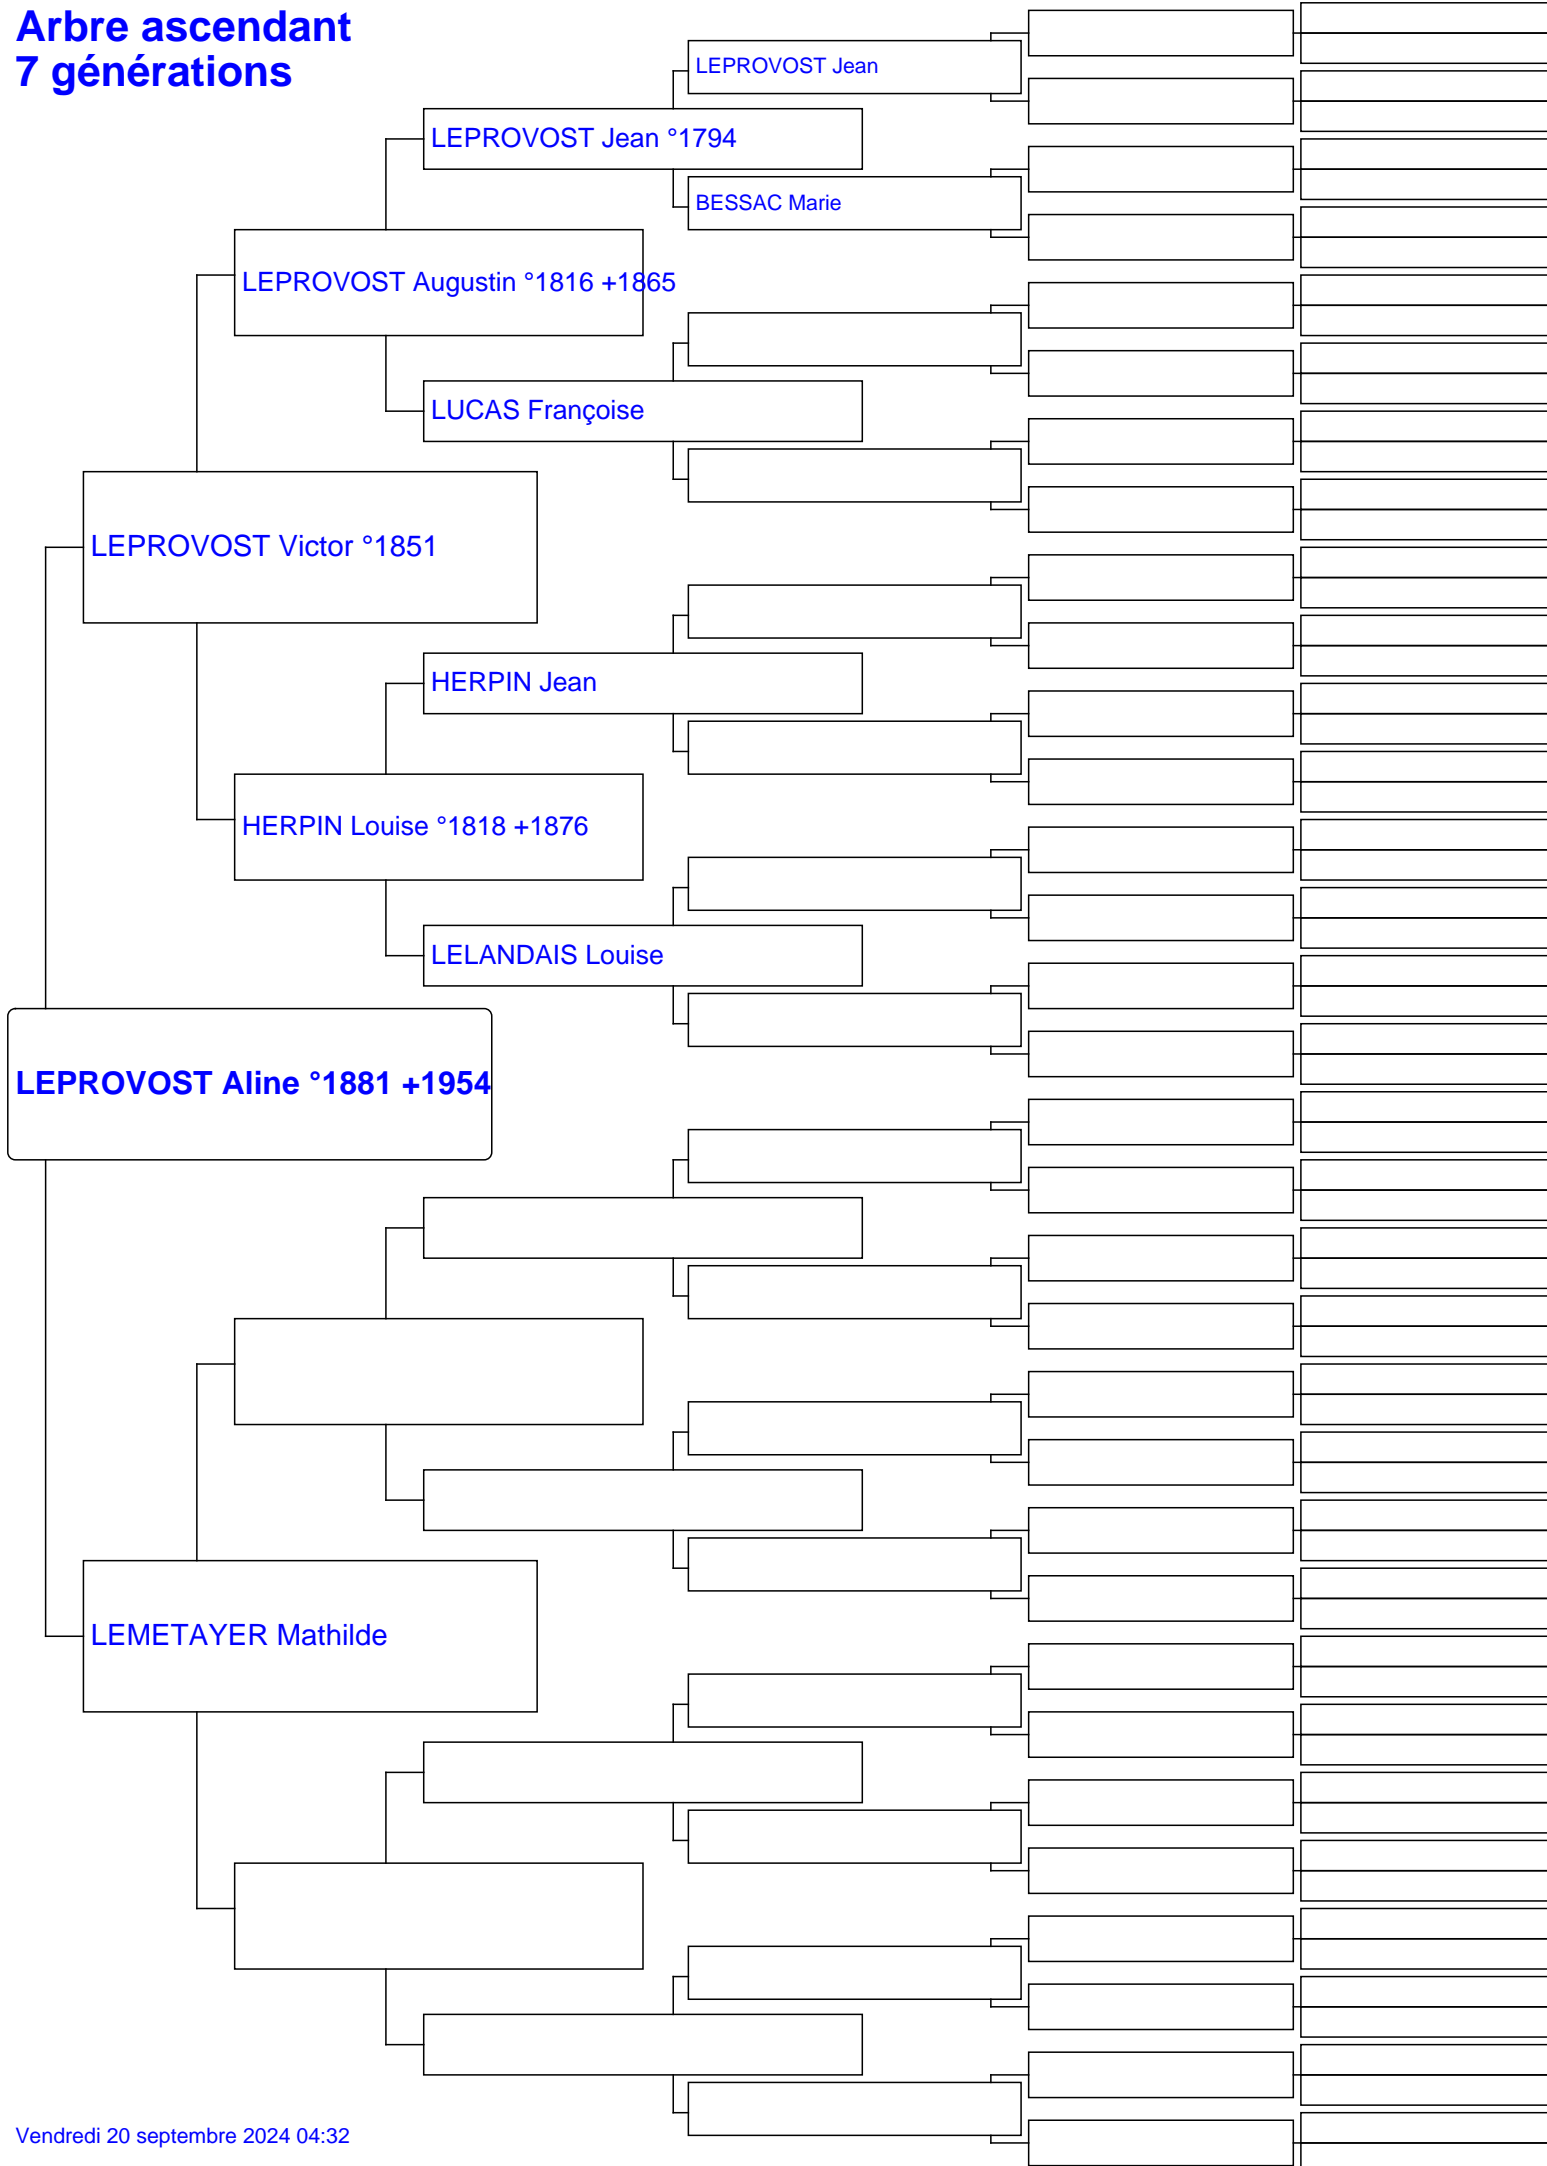 Arbre ascendant
7 générations
LEPROVOST Jean
LEPROVOST Jean °1794
BESSAC Marie
LEPROVOST Augustin °1816 +1865
LUCAS Françoise
LEPROVOST Victor °1851
HERPIN Jean
HERPIN Louise °1818 +1876
LELANDAIS Louise
LEPROVOST Aline °1881 +1954
LEMETAYER Mathilde
Vendredi 20 septembre 2024 04:32